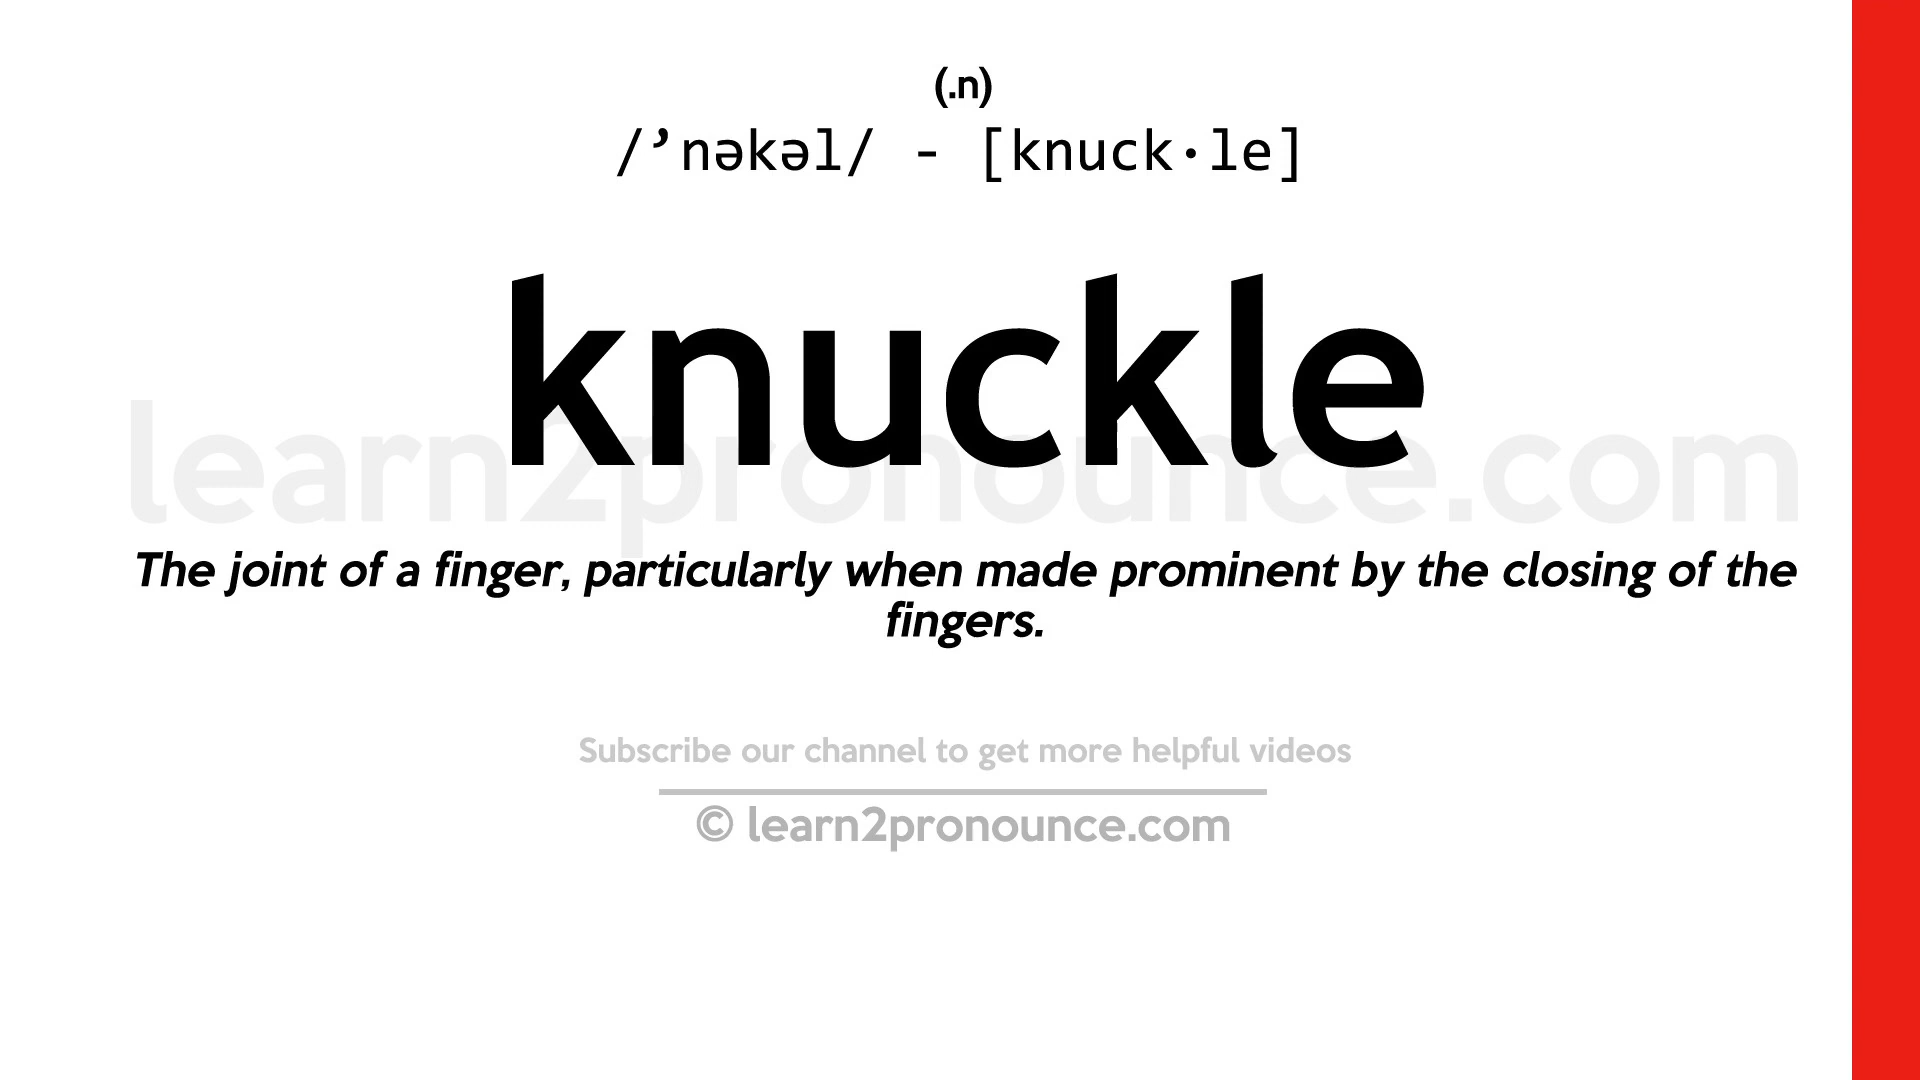 (.n)
/’nəkəl/ - [knuck·le]
knuckle
learn2pronounce.com
The joint of a finger, particularly when made prominent by the closing of the
fingers.
Subscribe our channel to get more helpful videos
© learn2pronounce.com